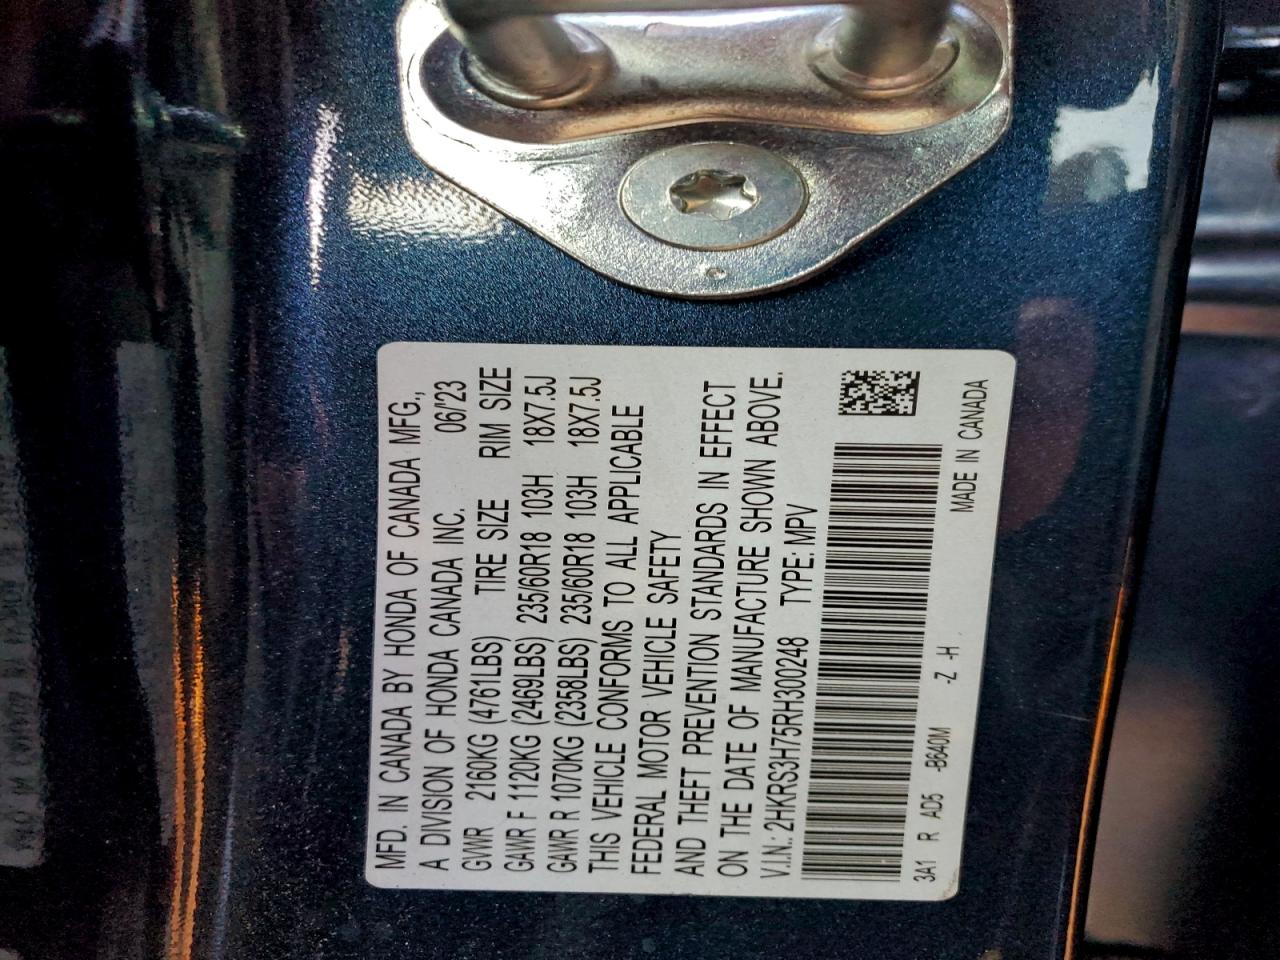 MFD. IN CANADA BY HONDA OF CANADA MFG.,
A DIVISION OF HONDA CANADA INC. 06/23
GVWR 2160KG (4761LBS) TIRE SIZE RIM SIZE
GAWR F 1120KG (2469LBS) 235/60R18 103H 18X7.5J
GAWR R 1070KG (2358LBS) 235/60R18 103H 18X7.5J
THIS VEHICLE CONFORMS TO ALL APPLICABLE
FEDERAL MOTOR VEHICLE SAFETY
AND THEFT PREVENTION STANDARDS IN EFFECT
ON THE DATE OF MANUFACTURE SHOWN ABOVE.
V.I.N.: 2HKRS3H75RH300248 TYPE: MPV
3A1 R AD5 -B640M -Z -H
MADE IN CANADA